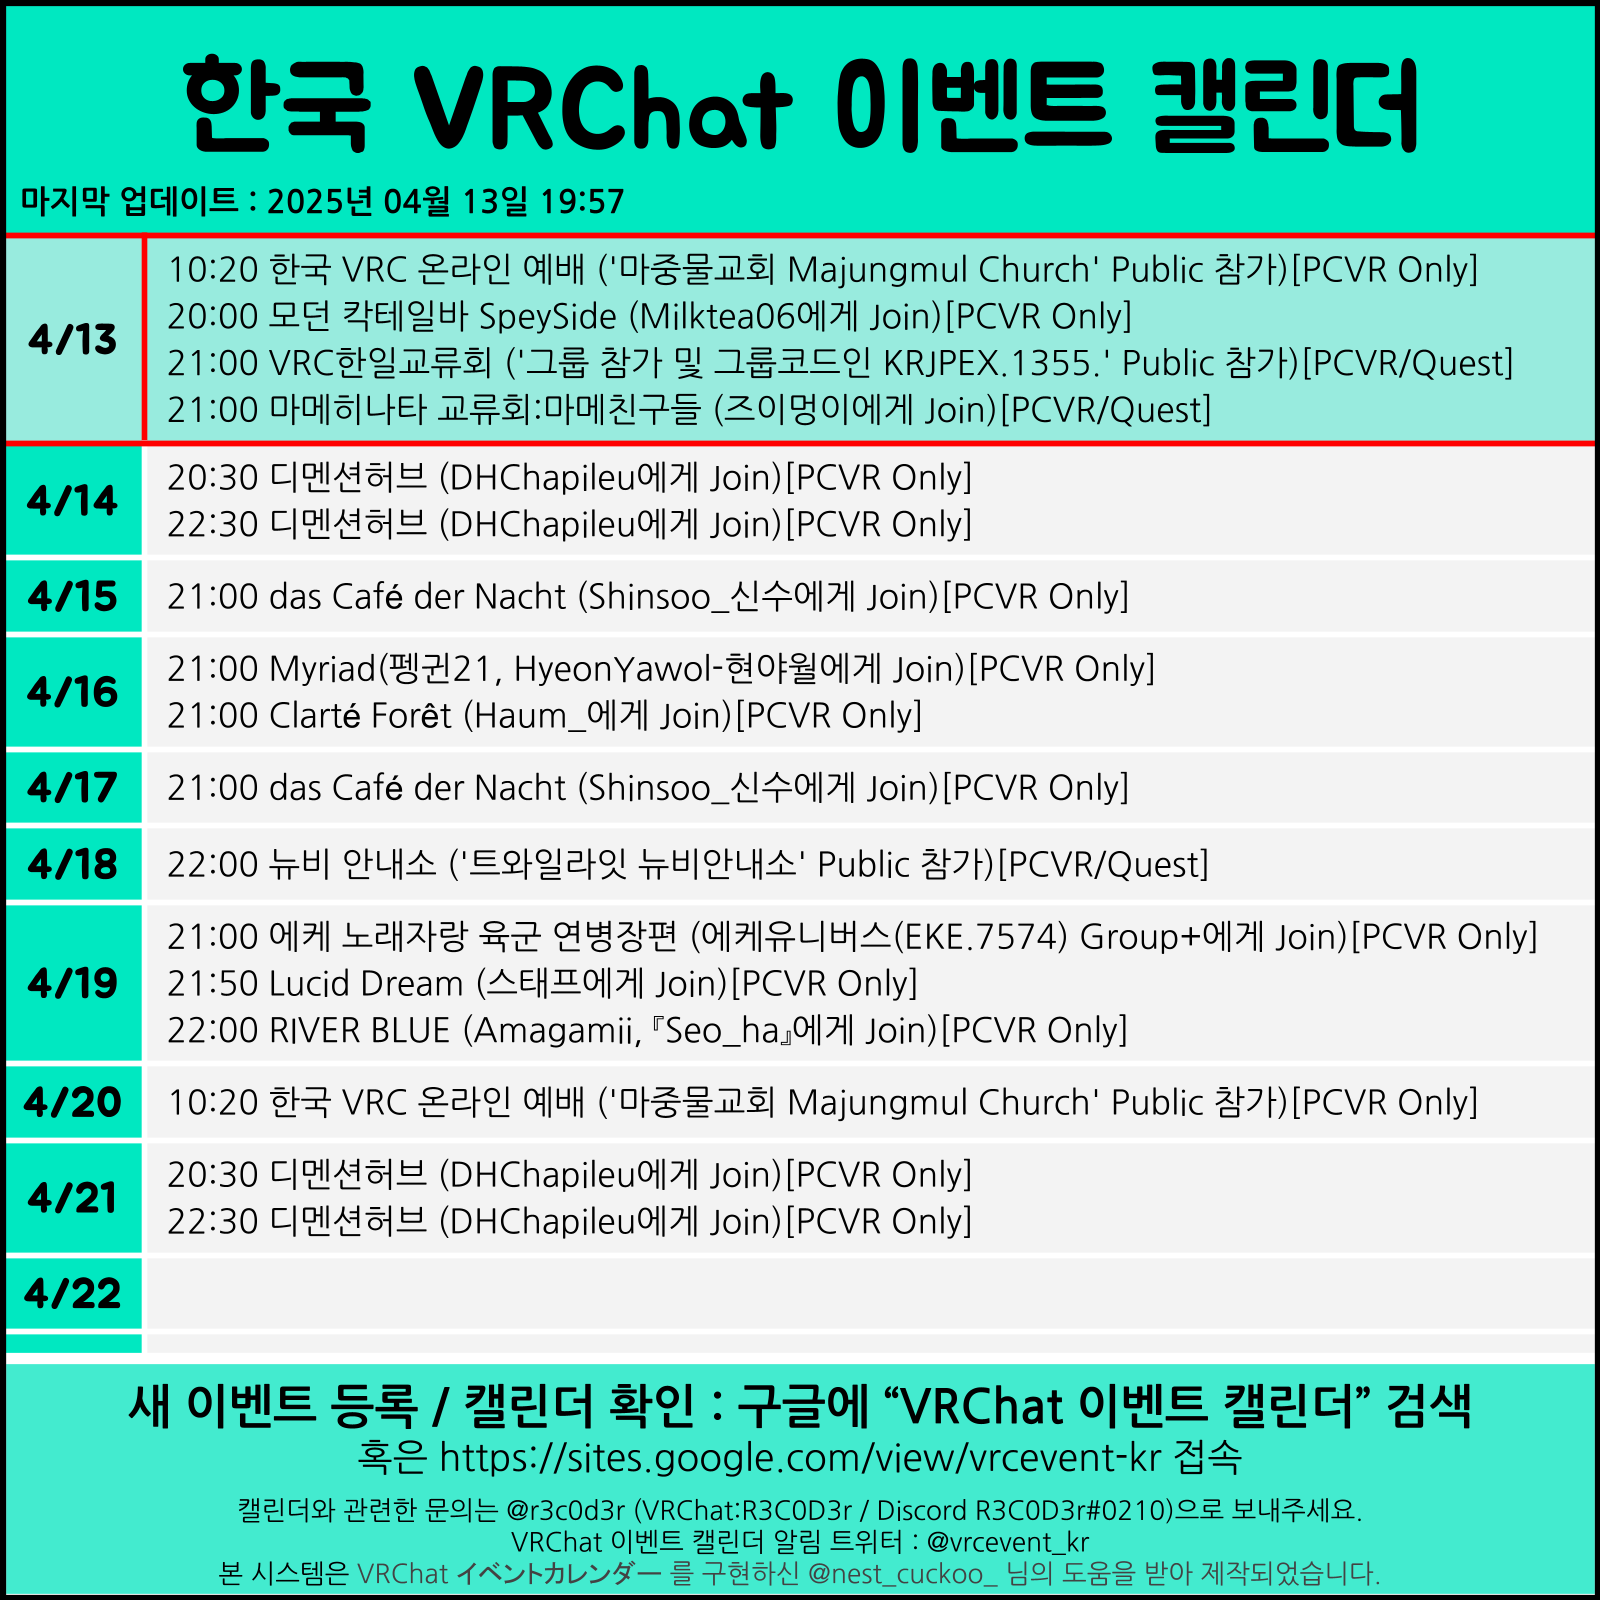 한국 VRChat 이벤트 캘린더
마지막 업데이트 : 2025년 04월 13일 19:57
4/13
10:20 한국 VRC 온라인 예배 ('마중물교회 Majungmul Church' Public 참가)[PCVR Only]
20:00 모던 칵테일바 SpeySide (Milktea06에게 Join)[PCVR Only]
21:00 VRC한일교류회 ('그룹 참가 및 그룹코드인 KRJPEX.1355.' Public 참가)[PCVR/Quest]
21:00 마메히나타 교류회:마메친구들 (즈이멍이에게 Join)[PCVR/Quest]
4/14
20:30 디멘션허브 (DHChapileu에게 Join)[PCVR Only]
22:30 디멘션허브 (DHChapileu에게 Join)[PCVR Only]
4/15
21:00 das Café der Nacht (Shinsoo_신수에게 Join)[PCVR Only]
4/16
21:00 Myriad(펭귄21, HyeonYawol-현야월에게 Join)[PCVR Only]
21:00 Clarté Forêt (Haum_에게 Join)[PCVR Only]
4/17
21:00 das Café der Nacht (Shinsoo_신수에게 Join)[PCVR Only]
4/18
22:00 뉴비 안내소 ('트와일라잇 뉴비안내소' Public 참가)[PCVR/Quest]
4/19
21:00 에케 노래자랑 육군 연병장편 (에케유니버스(EKE.7574) Group+에게 Join)[PCVR Only]
21:50 Lucid Dream (스태프에게 Join)[PCVR Only]
22:00 RIVER BLUE (Amagamii,『Seo_ha』에게 Join)[PCVR Only]
4/20
10:20 한국 VRC 온라인 예배 ('마중물교회 Majungmul Church' Public 참가)[PCVR Only]
4/21
20:30 디멘션허브 (DHChapileu에게 Join)[PCVR Only]
22:30 디멘션허브 (DHChapileu에게 Join)[PCVR Only]
4/22
새 이벤트 등록 / 캘린더 확인 : 구글에 “VRChat 이벤트 캘린더” 검색
혹은 https://sites.google.com/view/vrcevent-kr 접속
캘린더와 관련한 문의는 @r3c0d3r (VRChat:R3C0D3r / Discord R3C0D3r#0210)으로 보내주세요.
VRChat 이벤트 캘린더 알림 트위터 : @vrcevent_kr
본 시스템은 VRChat イベントカレンダー 를 구현하신 @nest_cuckoo_ 님의 도움을 받아 제작되었습니다.